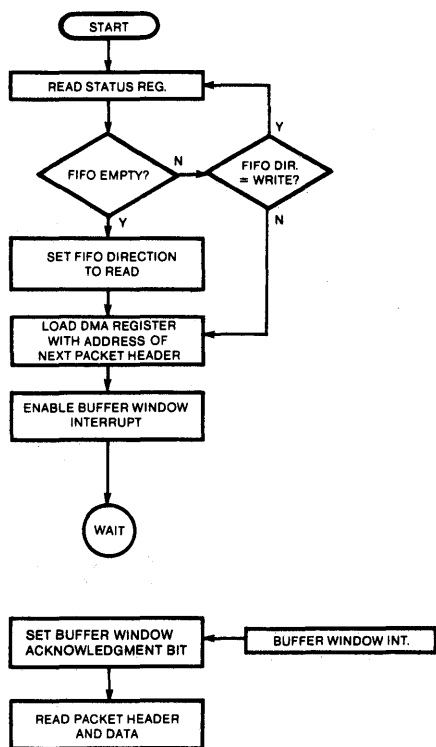 START
READ STATUS REG.
Y
FIFO EMPTY?
N
FIFO DIR.
= WRITE?
Y
N
SET FIFO DIRECTION
TO READ
LOAD DMA REGISTER
WITH ADDRESS OF
NEXT PACKET HEADER
ENABLE BUFFER WINDOW
INTERRUPT
WAIT
SET BUFFER WINDOW
ACKNOWLEDGMENT BIT
BUFFER WINDOW INT.
READ PACKET HEADER
AND DATA